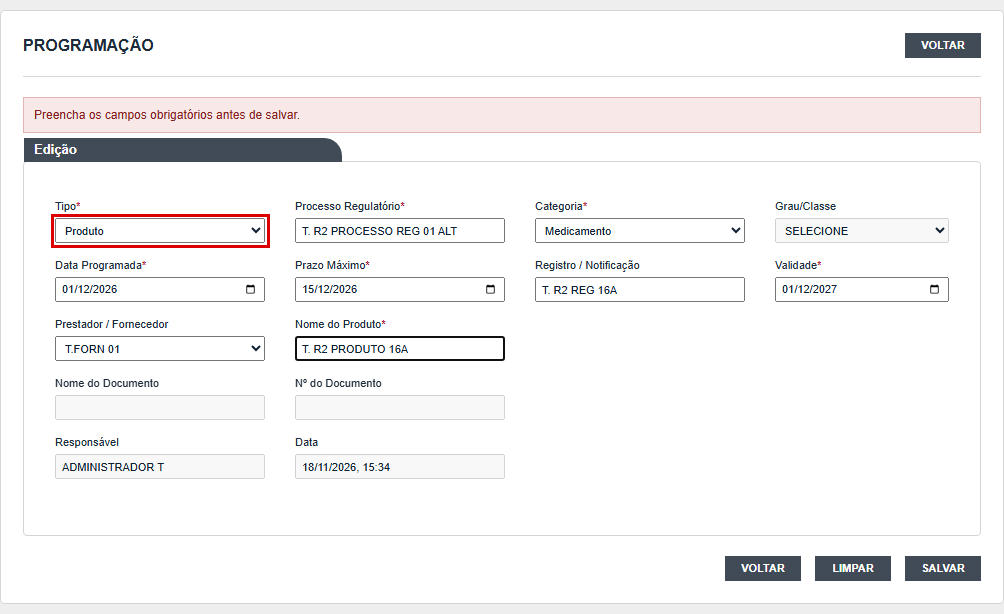 PROGRAMAÇÃO
VOLTAR
Preencha os campos obrigatórios antes de salvar.
Edição
Tipo* Processo Regulatório* Categoria* Grau/Classe
Produto T. R2 PROCESSO REG 01 ALT Medicamento SELECIONE
Data Programada* Prazo Máximo* Registro / Notificação Validade*
01/12/2026 15/12/2026 T. R2 REG 16A 01/12/2027
Prestador / Fornecedor Nome do Produto*
T.FORN 01 T. R2 PRODUTO 16A
Nome do Documento Nº do Documento
Responsável Data
ADMINISTRADOR T 18/11/2026, 15:34
VOLTAR LIMPAR SALVAR